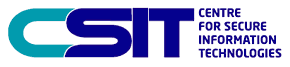 CSIT
CENTRE
FOR SECURE
INFORMATION
TECHNOLOGIES